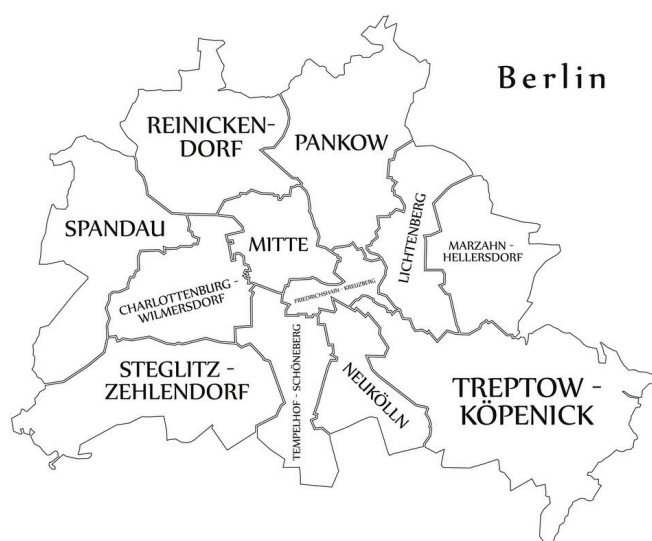 Berlin
REINICKEN-
DORF
PANKOW
SPANDAU
MITTE
LICHTENBERG
MARZAHN -
HELLERSDORF
CHARLOTTENBURG -
WILMERSDORF
FRIEDRICHSHAIN - KREUZBERG
STEGLITZ -
ZEHLENDORF
TEMPELHOF - SCHÖNEBERG
NEUKÖLLN
TREPTOW -
KÖPENICK